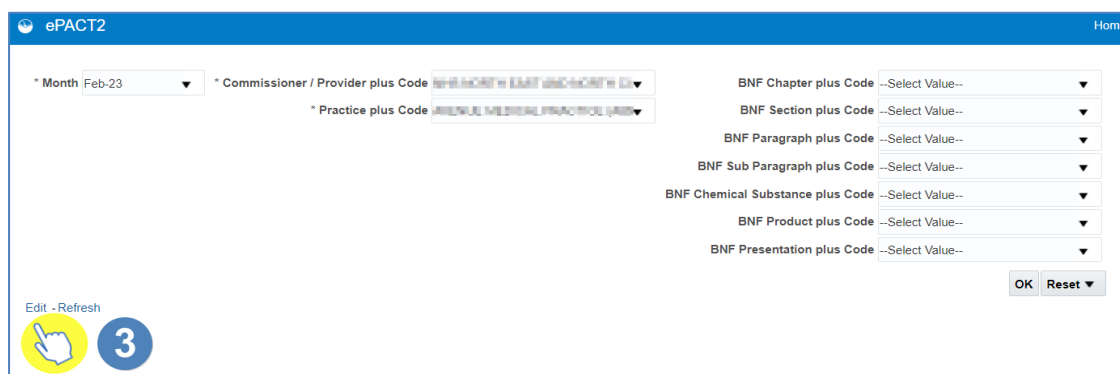 ePACT2
Hom
* Month Feb-23
* Commissioner / Provider plus Code
* Practice plus Code
BNF Chapter plus Code --Select Value--
BNF Section plus Code --Select Value--
BNF Paragraph plus Code --Select Value--
BNF Sub Paragraph plus Code --Select Value--
BNF Chemical Substance plus Code --Select Value--
BNF Product plus Code --Select Value--
BNF Presentation plus Code --Select Value--
OK Reset
Edit - Refresh
3